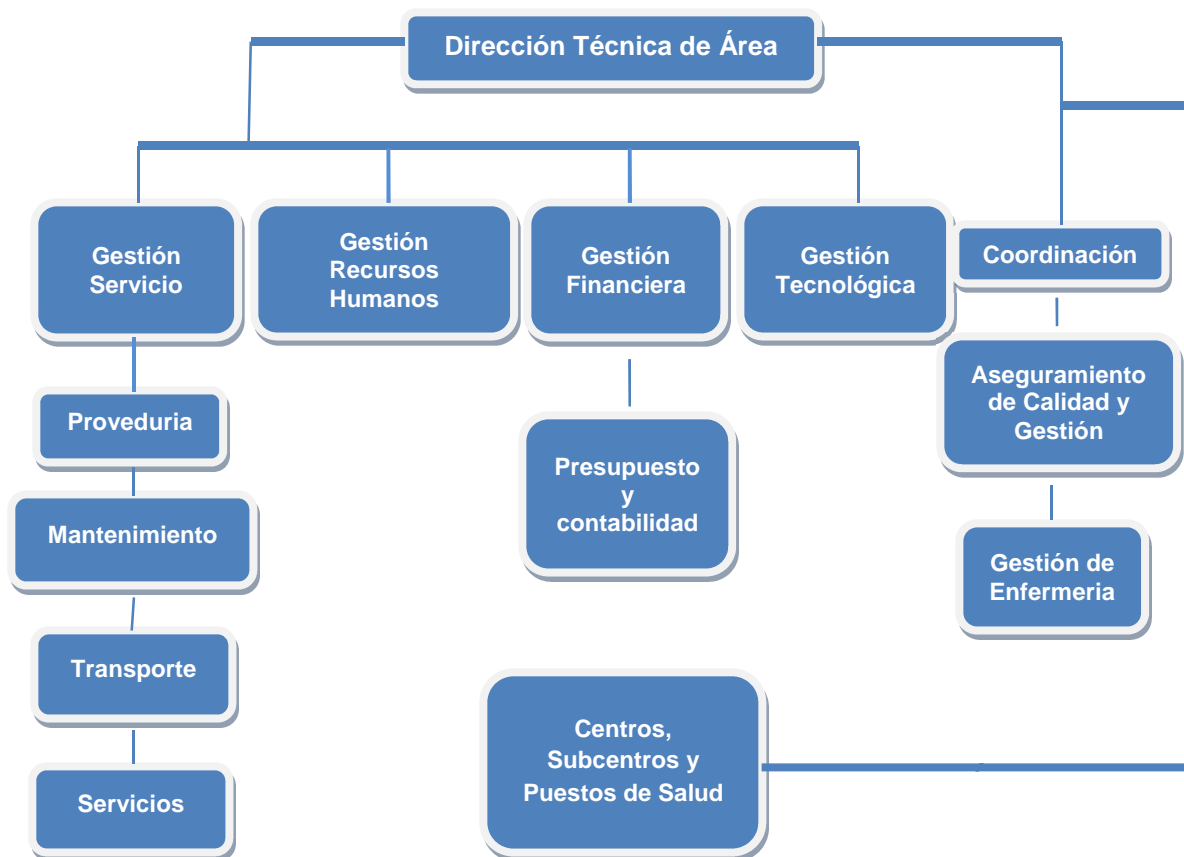 Dirección Técnica de Área
Gestión
Servicio
Gestión
Recursos
Humanos
Gestión
Financiera
Gestión
Tecnológica
Coordinación
Proveduria
Mantenimiento
Transporte
Servicios
Presupuesto
y
contabilidad
Aseguramiento
de Calidad y
Gestión
Gestión de
Enfermeria
Centros,
Subcentros y
Puestos de Salud